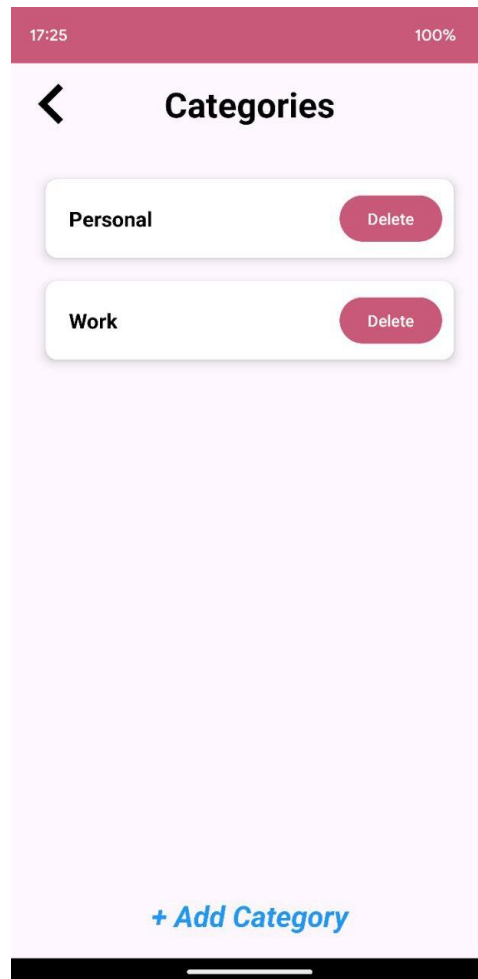 17:25 100%
Categories
Personal Delete
Work Delete
+ Add Category